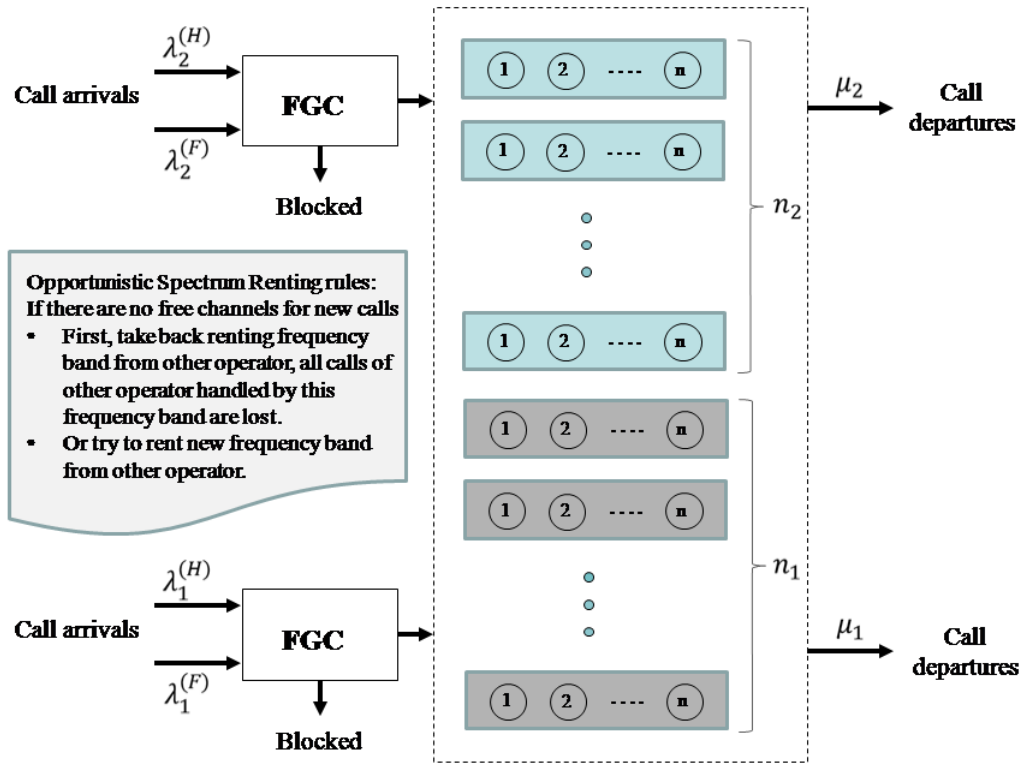 λ₂⁽ᴴ⁾
Call arrivals
λ₂⁽ᶠ⁾
FGC
Blocked
1 2 ---- n
1 2 ---- n
1 2 ---- n
n₂
μ₂
Call
departures
Opportunistic Spectrum Renting rules:
If there are no free channels for new calls
• First, take back renting frequency
band from other operator, all calls of
other operator handled by this
frequency band are lost.
• Or try to rent new frequency band
from other operator.
1 2 ---- n
1 2 ---- n
1 2 ---- n
n₁
λ₁⁽ᴴ⁾
Call arrivals
λ₁⁽ᶠ⁾
FGC
Blocked
μ₁
Call
departures